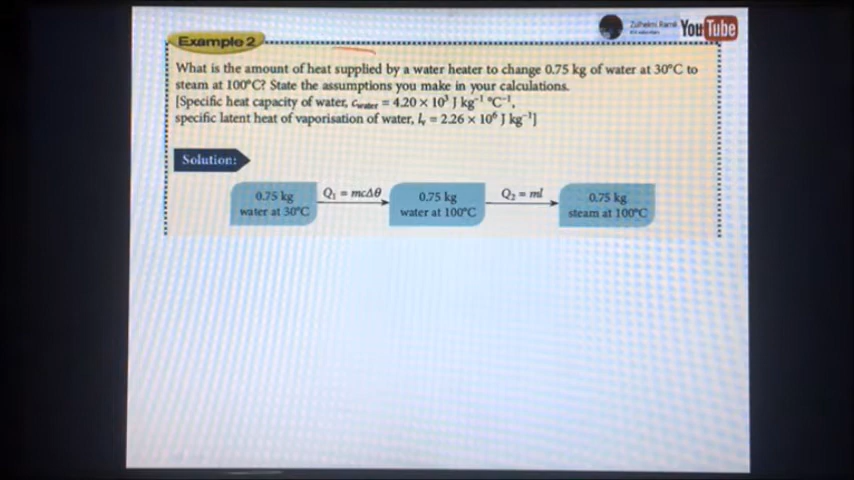 Zulhelmi Ramli
YouTube
Example 2
What is the amount of heat supplied by a water heater to change 0.75 kg of water at 30°C to
steam at 100°C? State the assumptions you make in your calculations.
[Specific heat capacity of water, c_water = 4.20 × 10³ J kg⁻¹ °C⁻¹,
specific latent heat of vaporisation of water, l_v = 2.26 × 10⁶ J kg⁻¹]
Solution:
0.75 kg
water at 30°C
Q₁ = mcΔθ
0.75 kg
water at 100°C
Q₂ = ml
0.75 kg
steam at 100°C